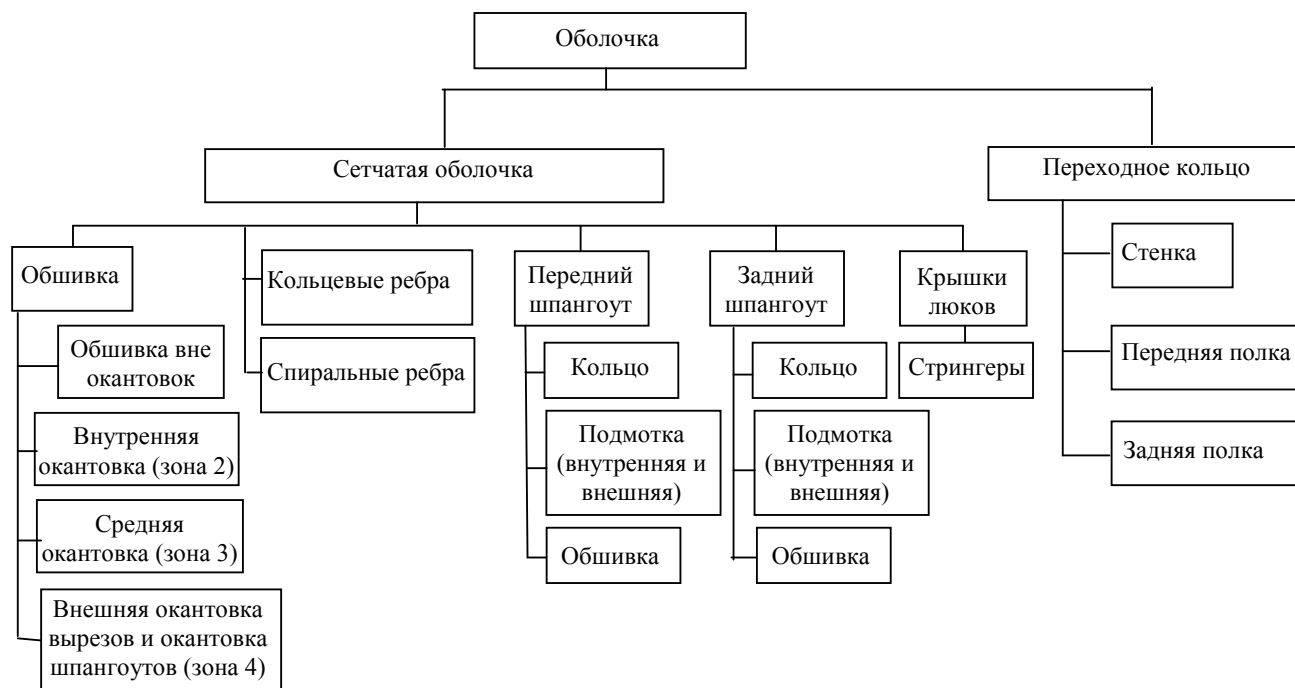 Оболочка
Сетчатая оболочка
Переходное кольцо
Обшивка
Обшивка вне
окантовок
Внутренняя
окантовка (зона 2)
Средняя
окантовка (зона 3)
Внешняя окантовка
вырезов и окантовка
шпангоутов (зона 4)
Кольцевые ребра
Спиральные ребра
Передний
шпангоут
Кольцо
Подмотка
(внутренняя и
внешняя)
Обшивка
Задний
шпангоут
Кольцо
Подмотка
(внутренняя и
внешняя)
Обшивка
Крышки
люков
Стрингеры
Стенка
Передняя полка
Задняя полка